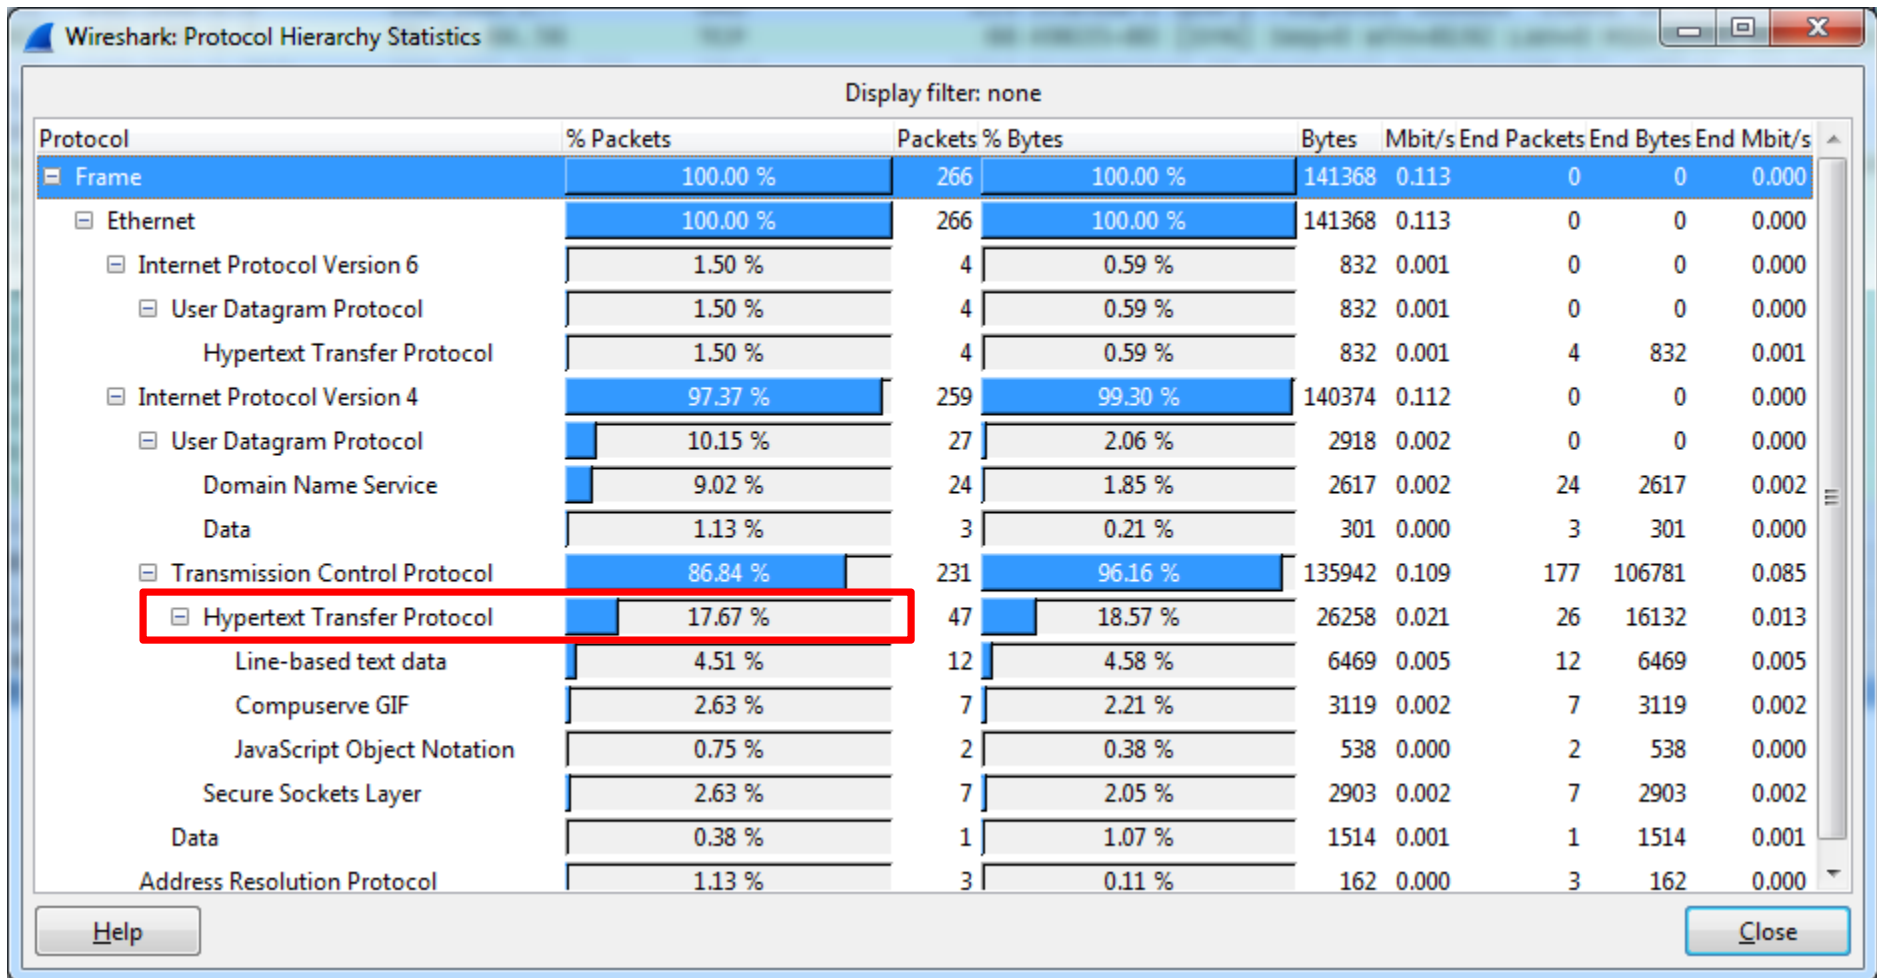 Wireshark: Protocol Hierarchy Statistics
Display filter: none
Protocol % Packets Packets % Bytes Bytes Mbit/s End Packets End Bytes End Mbit/s
Frame 100.00 % 266 100.00 % 141368 0.113 0 0 0.000
Ethernet 100.00 % 266 100.00 % 141368 0.113 0 0 0.000
Internet Protocol Version 6 1.50 % 4 0.59 % 832 0.001 0 0 0.000
User Datagram Protocol 1.50 % 4 0.59 % 832 0.001 0 0 0.000
Hypertext Transfer Protocol 1.50 % 4 0.59 % 832 0.001 4 832 0.001
Internet Protocol Version 4 97.37 % 259 99.30 % 140374 0.112 0 0 0.000
User Datagram Protocol 10.15 % 27 2.06 % 2918 0.002 0 0 0.000
Domain Name Service 9.02 % 24 1.85 % 2617 0.002 24 2617 0.002
Data 1.13 % 3 0.21 % 301 0.000 3 301 0.000
Transmission Control Protocol 86.84 % 231 96.16 % 135942 0.109 177 106781 0.085
Hypertext Transfer Protocol 17.67 % 47 18.57 % 26258 0.021 26 16132 0.013
Line-based text data 4.51 % 12 4.58 % 6469 0.005 12 6469 0.005
Compuserve GIF 2.63 % 7 2.21 % 3119 0.002 7 3119 0.002
JavaScript Object Notation 0.75 % 2 0.38 % 538 0.000 2 538 0.000
Secure Sockets Layer 2.63 % 7 2.05 % 2903 0.002 7 2903 0.002
Data 0.38 % 1 1.07 % 1514 0.001 1 1514 0.001
Address Resolution Protocol 1.13 % 3 0.11 % 162 0.000 3 162 0.000
Help Close